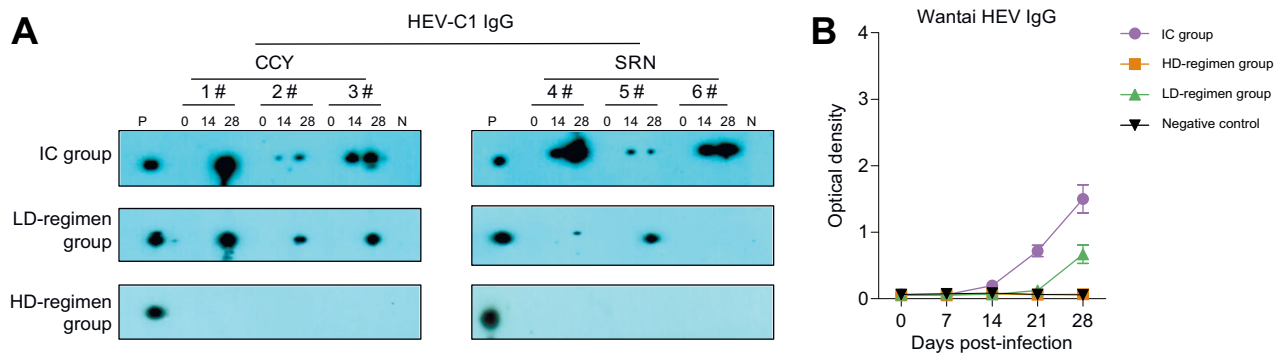 A
HEV-C1 IgG
CCY
SRN
1 # 2 # 3 #
4 # 5 # 6 #
P 0 14 28 0 14 28 0 14 28 N
P 0 14 28 0 14 28 0 14 28 N
IC group
LD-regimen
group
HD-regimen
group
B
Wantai HEV IgG
4
3
2
1
0
Optical density
0 7 14 21 28
Days post-infection
IC group
HD-regimen group
LD-regimen group
Negative control